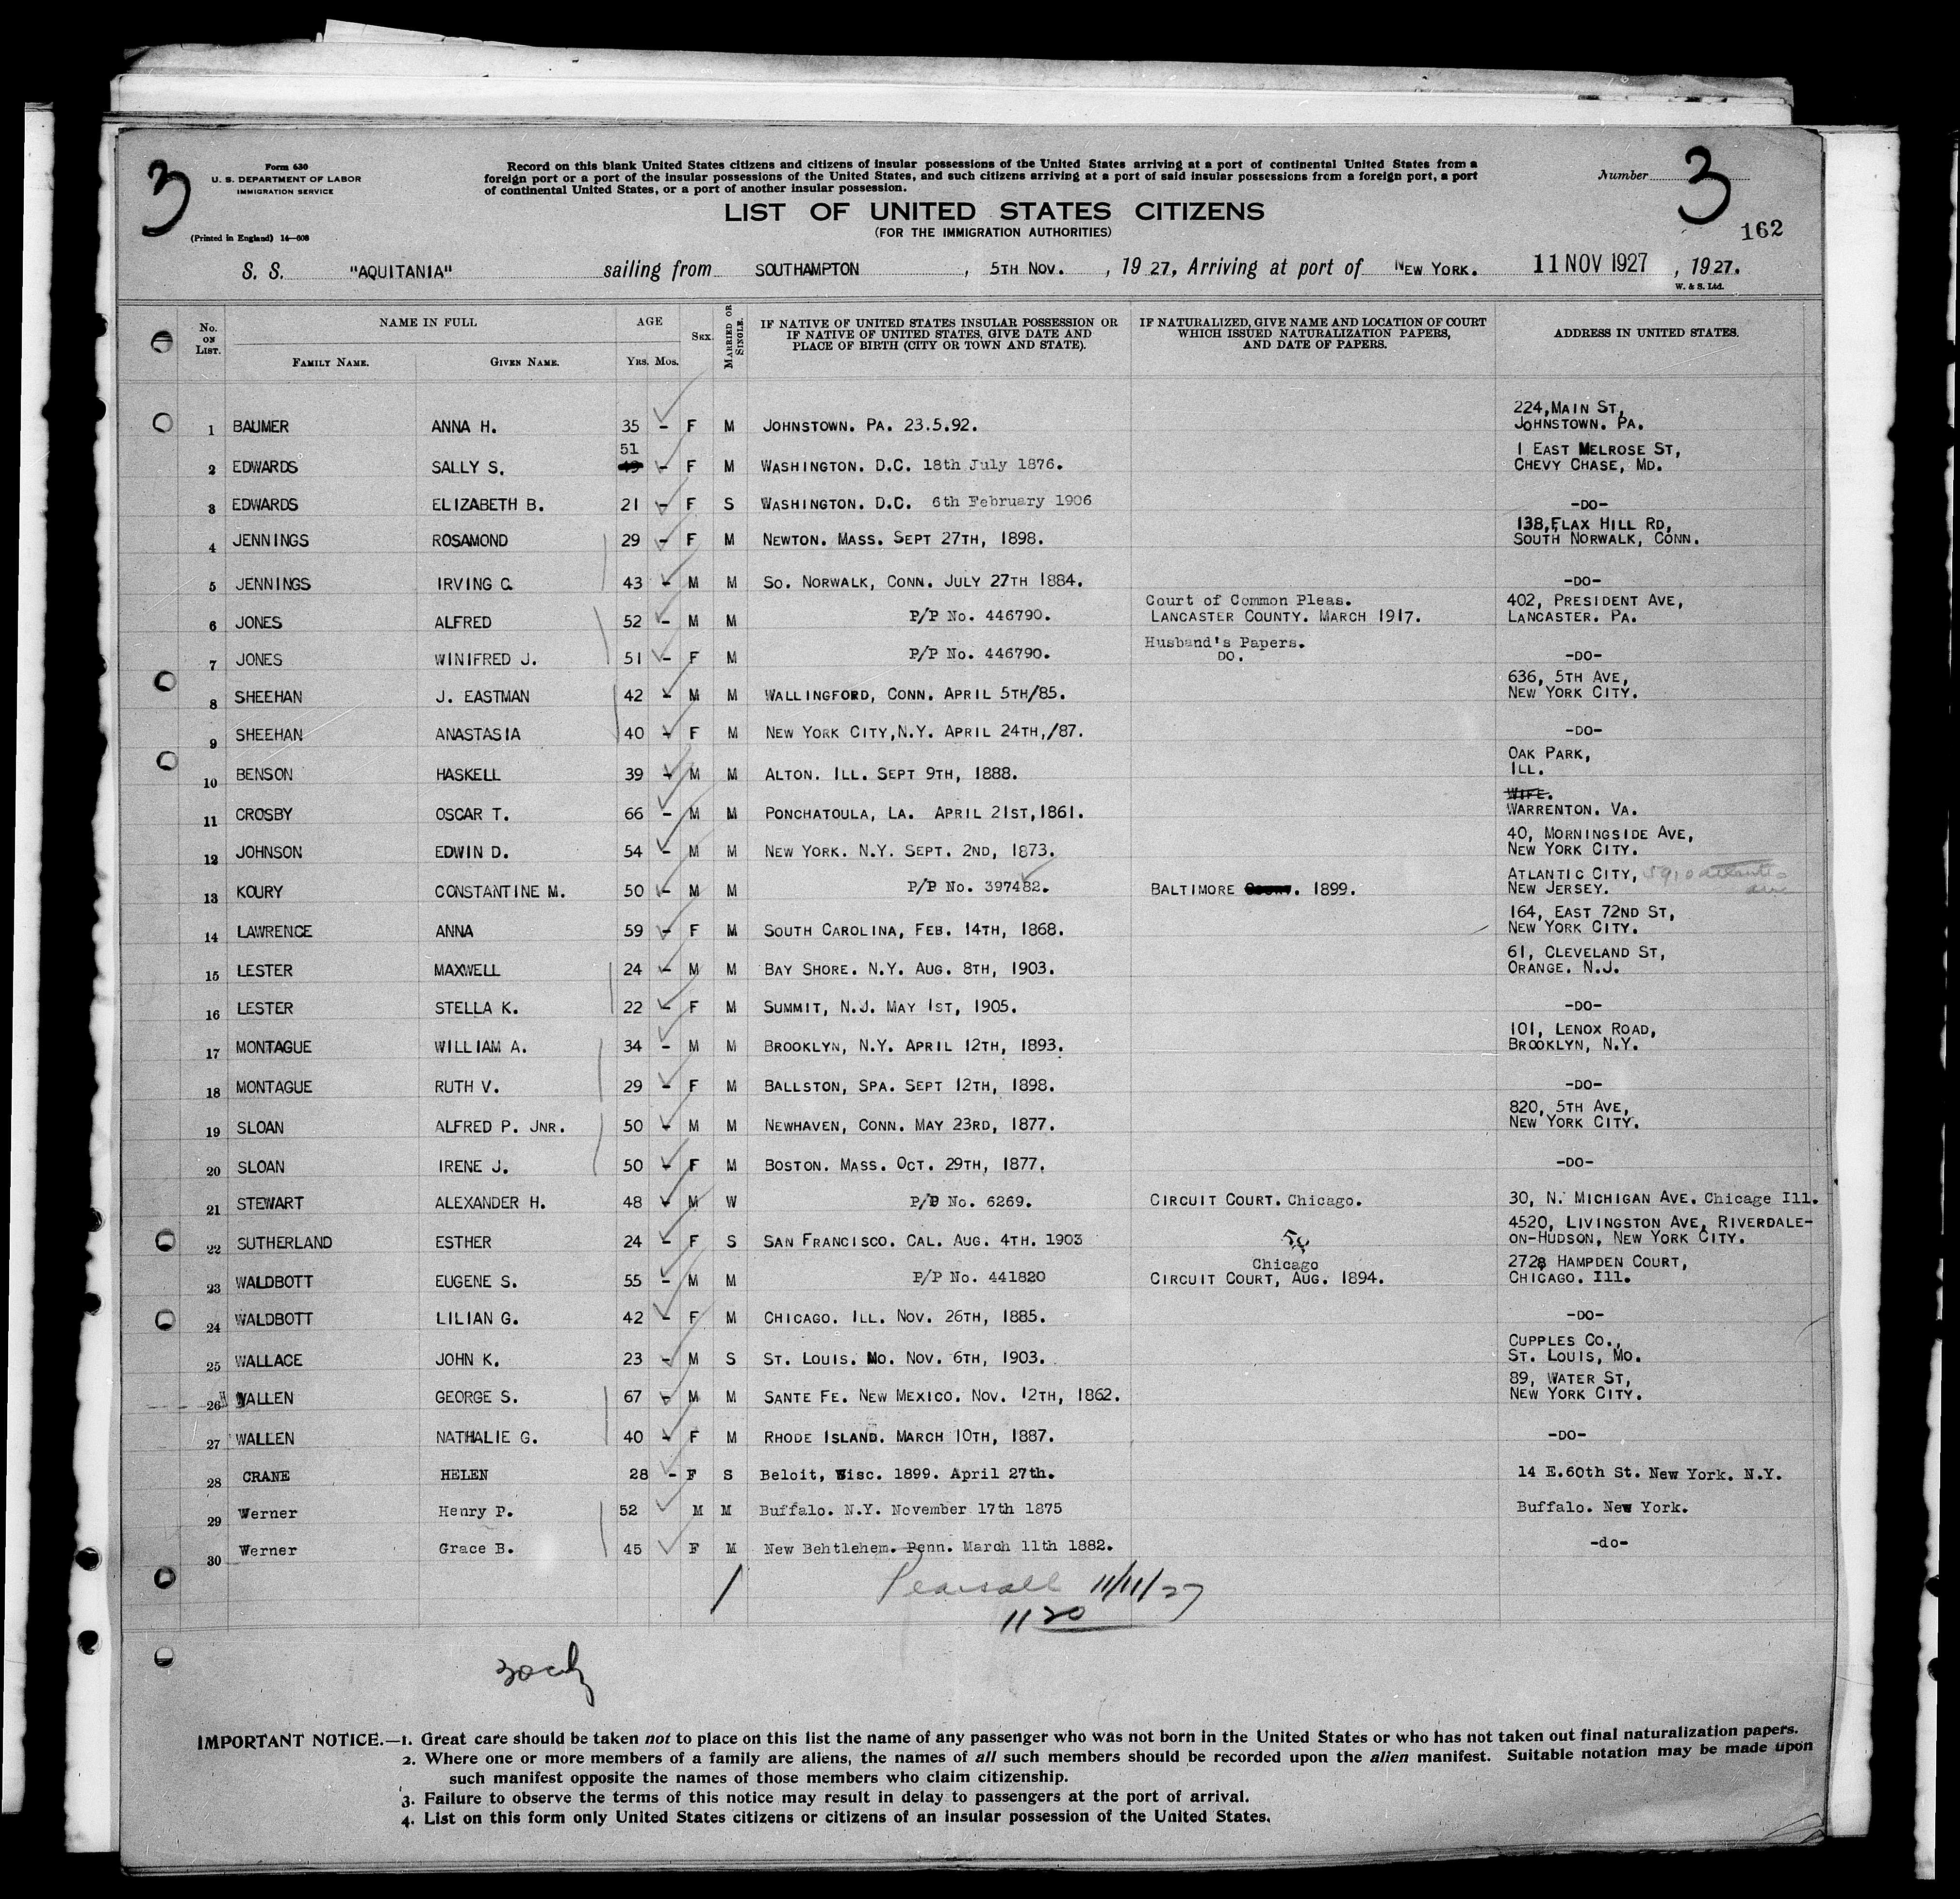 3
Form 630
U. S. DEPARTMENT OF LABOR
IMMIGRATION SERVICE
(Printed in England) 14—608
Record on this blank United States citizens and citizens of insular possessions of the United States arriving at a port of continental United States from a
foreign port or a port of the insular possessions of the United States, and such citizens arriving at a port of said insular possessions from a foreign port, a port
of continental United States, or a port of another insular possession.
Number 3
162
LIST OF UNITED STATES CITIZENS
(FOR THE IMMIGRATION AUTHORITIES)
S. S. "AQUITANIA" sailing from SOUTHAMPTON, 5TH NOV., 1927, Arriving at port of NEW YORK. 11 NOV 1927, 1927.
W. & S. Ltd.
No. ON LIST. NAME IN FULL FAMILY NAME. GIVEN NAME. AGE YRS. MOS. SEX. MARRIED OR SINGLE. IF NATIVE OF UNITED STATES INSULAR POSSESSION OR IF NATIVE OF UNITED STATES, GIVE DATE AND PLACE OF BIRTH (CITY OR TOWN AND STATE). IF NATURALIZED, GIVE NAME AND LOCATION OF COURT WHICH ISSUED NATURALIZATION PAPERS, AND DATE OF PAPERS. ADDRESS IN UNITED STATES.
1 BAUMER ANNA H. 35 - F M JOHNSTOWN. PA. 23.5.92. 224, MAIN ST, JOHNSTOWN. PA.
2 EDWARDS SALLY S. 51 49 - F M WASHINGTON. D.C. 18th July 1876. 1 EAST MELROSE ST, CHEVY CHASE, MD.
3 EDWARDS ELIZABETH B. 21 - F S WASHINGTON. D.C. 6th February 1906 -DO-
4 JENNINGS ROSAMOND 29 - F M NEWTON. MASS. SEPT 27TH, 1898. 138, FLAX HILL RD, SOUTH NORWALK, CONN.
5 JENNINGS IRVING C. 43 - M M SO. NORWALK, CONN. JULY 27TH 1884. -DO-
6 JONES ALFRED 52 - M M P/P No. 446790. Court of Common Pleas. LANCASTER COUNTY. MARCH 1917. 402, PRESIDENT AVE, LANCASTER. PA.
7 JONES WINIFRED J. 51 - F M P/P No. 446790. Husband's Papers. DO. -DO-
8 SHEEHAN J. EASTMAN 42 - M M WALLINGFORD, CONN. APRIL 5TH/85. 636, 5TH AVE, NEW YORK CITY.
9 SHEEHAN ANASTASIA 40 - F M NEW YORK CITY, N.Y. APRIL 24TH,/87. -DO-
10 BENSON HASKELL 39 - M M ALTON. ILL. SEPT 9TH, 1888. OAK PARK, ILL.
11 CROSBY OSCAR T. 66 - M M PONCHATOULA, LA. APRIL 21ST, 1861. WIFE. WARRENTON. VA.
12 JOHNSON EDWIN D. 54 - M M NEW YORK. N.Y. SEPT. 2ND, 1873. 40, MORNINGSIDE AVE, NEW YORK CITY.
13 KOURY CONSTANTINE M. 50 - M M P/P No. 397482. BALTIMORE COURT. 1899. ATLANTIC CITY, NEW JERSEY. 5910 Atlantic Ave
14 LAWRENCE ANNA 59 - F M SOUTH CAROLINA, FEB. 14TH, 1868. 164, EAST 72ND ST, NEW YORK CITY.
15 LESTER MAXWELL 24 - M M BAY SHORE. N.Y. AUG. 8TH, 1903. 61, CLEVELAND ST, ORANGE. N.J.
16 LESTER STELLA K. 22 - F M SUMMIT, N.J. MAY 1ST, 1905. -DO-
17 MONTAGUE WILLIAM A. 34 - M M BROOKLYN, N.Y. APRIL 12TH, 1893. 101, LENOX ROAD, BROOKLYN, N.Y.
18 MONTAGUE RUTH V. 29 - F M BALLSTON, SPA. SEPT 12TH, 1898. -DO-
19 SLOAN ALFRED P. JNR. 50 - M M NEWHAVEN, CONN. MAY 23RD, 1877. 820, 5TH AVE, NEW YORK CITY.
20 SLOAN IRENE J. 50 - F M BOSTON. MASS. OCT. 29TH, 1877. -DO-
21 STEWART ALEXANDER H. 48 - M W P/P No. 6269. CIRCUIT COURT. Chicago. 30, N. MICHIGAN AVE. Chicage Ill.
22 SUTHERLAND ESTHER 24 - F S SAN FRANCISCO. CAL. AUG. 4TH. 1903 4520, LIVINGSTON AVE, RIVERDALE-ON-HUDSON, NEW YORK CITY.
23 WALDBOTT EUGENE S. 55 - M M P/P No. 441820 Chicago CIRCUIT COURT, AUG. 1894. 2728 HAMPDEN COURT, CHICAGO. Ill.
24 WALDBOTT LILIAN G. 42 - F M CHICAGO. ILL. NOV. 26TH, 1885. -DO-
25 WALLACE JOHN K. 23 - M S ST. LOUIS. MO. NOV. 6TH, 1903. CUPPLES CO., ST. LOUIS, MO.
26 WALLEN GEORGE S. 67 - M M SANTE FE. NEW MEXICO. NOV. 12TH, 1862. 89, WATER ST, NEW YORK CITY.
27 WALLEN NATHALIE G. 40 - F M RHODE ISLAND. MARCH 10TH, 1887. -DO-
28 CRANE HELEN 28 - F S Beloit, Wisc. 1899. April 27th. 14 E.60th St. New York. N.Y.
29 Werner Henry P. 52 M M Buffalo. N.Y. November 17th 1875 Buffalo. New York.
30 Werner Grace B. 45 F M New Behtlehem. Penn. March 11th 1882. -do-
Pearsall 11/11/27
1120
IMPORTANT NOTICE.—1. Great care should be taken not to place on this list the name of any passenger who was not born in the United States or who has not taken out final naturalization papers.
2. Where one or more members of a family are aliens, the names of all such members should be recorded upon the alien manifest. Suitable notation may be made upon
such manifest opposite the names of those members who claim citizenship.
3. Failure to observe the terms of this notice may result in delay to passengers at the port of arrival.
4. List on this form only United States citizens or citizens of an insular possession of the United States.